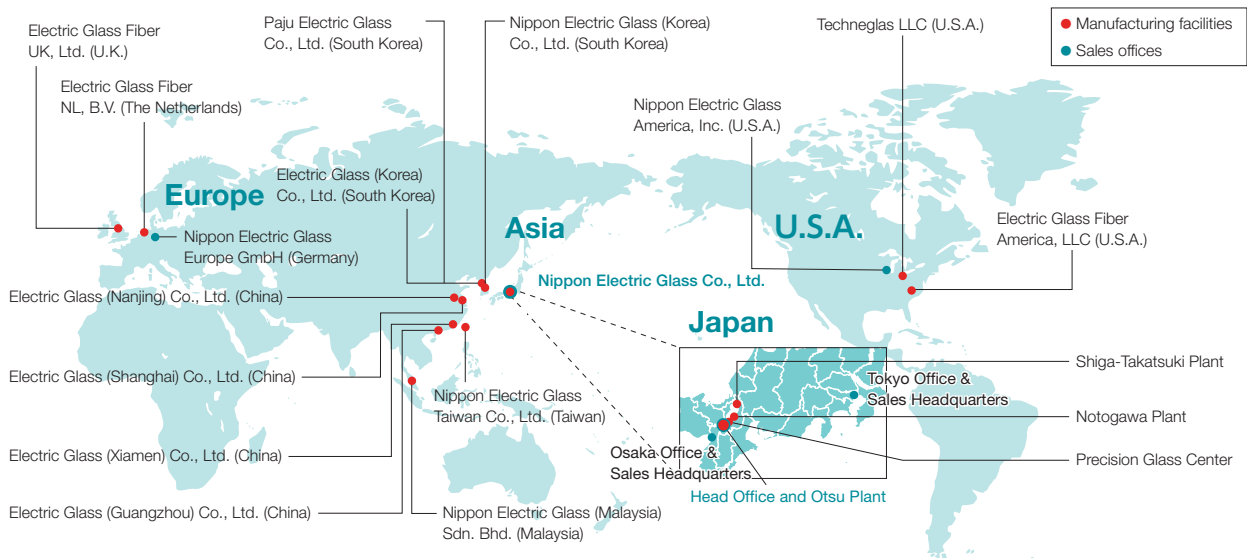 Electric Glass Fiber
UK, Ltd. (U.K.)
Paju Electric Glass
Co., Ltd. (South Korea)
Nippon Electric Glass (Korea)
Co., Ltd. (South Korea)
Techneglas LLC (U.S.A.)
Manufacturing facilities
Sales offices
Electric Glass Fiber
NL, B.V. (The Netherlands)
Nippon Electric Glass
America, Inc. (U.S.A.)
Electric Glass (Korea)
Co., Ltd. (South Korea)
Europe
Asia
U.S.A.
Electric Glass Fiber
America, LLC (U.S.A.)
Nippon Electric Glass
Europe GmbH (Germany)
Nippon Electric Glass Co., Ltd.
Electric Glass (Nanjing) Co., Ltd. (China)
Japan
Electric Glass (Shanghai) Co., Ltd. (China)
Shiga-Takatsuki Plant
Tokyo Office &
Sales Headquarters
Nippon Electric Glass
Taiwan Co., Ltd. (Taiwan)
Notogawa Plant
Electric Glass (Xiamen) Co., Ltd. (China)
Osaka Office &
Sales Headquarters
Precision Glass Center
Head Office and Otsu Plant
Electric Glass (Guangzhou) Co., Ltd. (China)
Nippon Electric Glass (Malaysia)
Sdn. Bhd. (Malaysia)